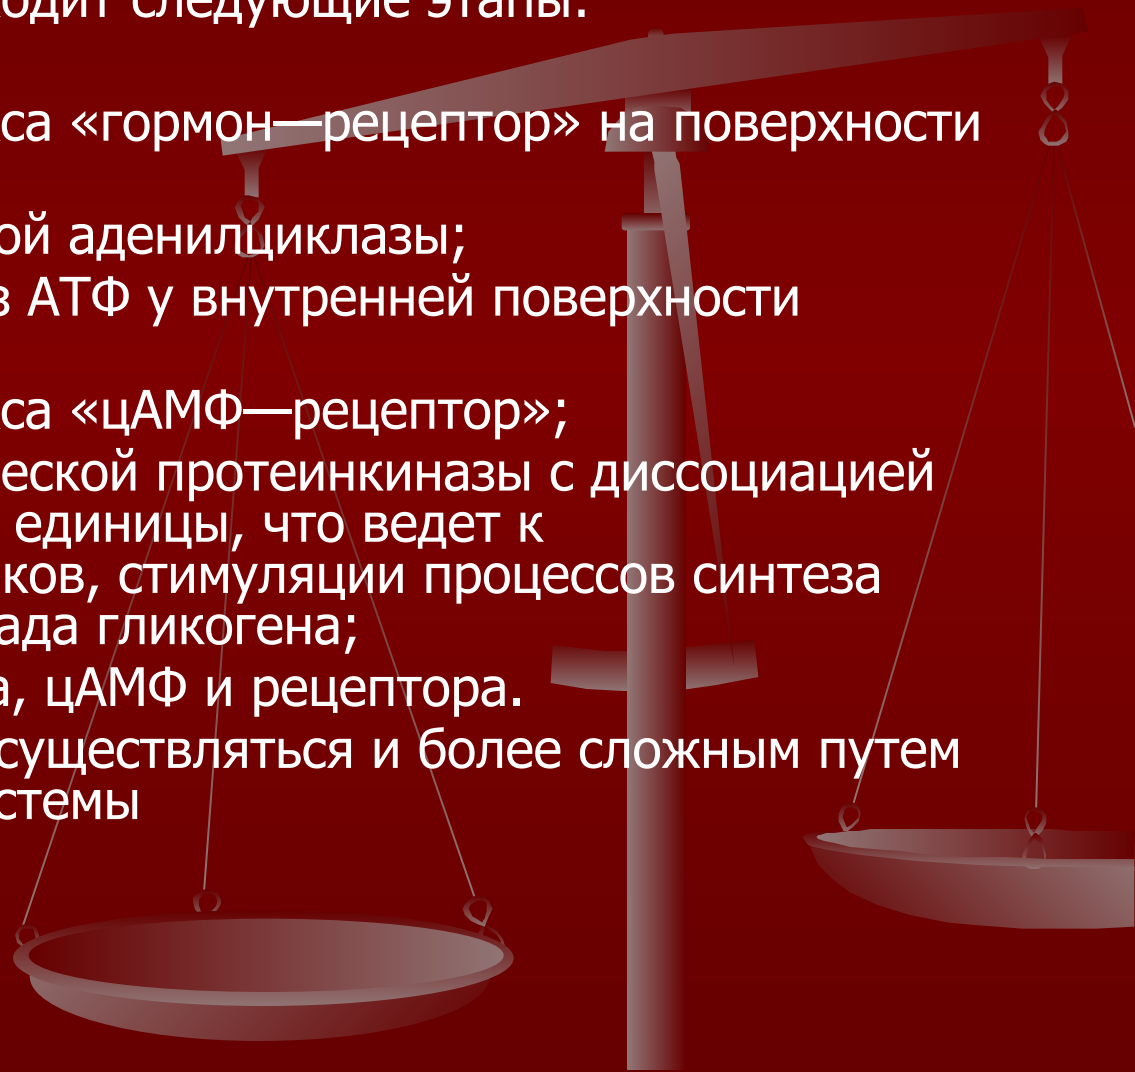 ходит следующие этапы:
са «гормон—рецептор» на поверхности
ой аденилциклазы;
в АТФ у внутренней поверхности
са «цАМФ—рецептор»;
еской протеинкиназы с диссоциацией
единицы, что ведет к
ков, стимуляции процессов синтеза
ада гликогена;
а, цАМФ и рецептора.
существляться и более сложным путем
стемы